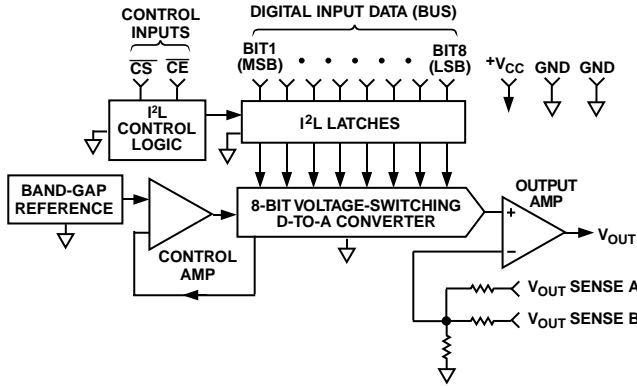 CONTROL
INPUTS
DIGITAL INPUT DATA (BUS)
CS CE
BIT1
(MSB)
BIT8
(LSB)
+VCC GND GND
I²L
CONTROL
LOGIC
I²L LATCHES
BAND-GAP
REFERENCE
CONTROL
AMP
8-BIT VOLTAGE-SWITCHING
D-TO-A CONVERTER
OUTPUT
AMP
+
–
VOUT
VOUT SENSE A
VOUT SENSE B